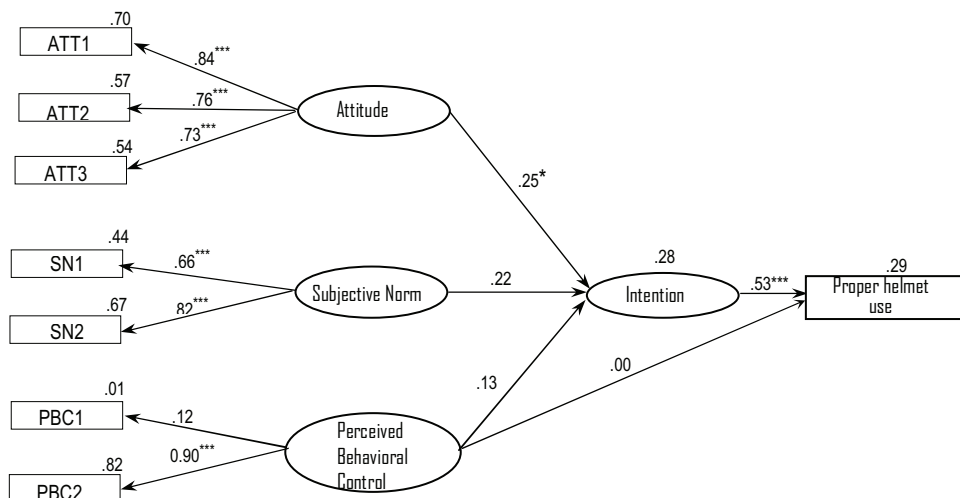 .70
ATT1
.84***
.57
ATT2
.76***
.54
ATT3
.73***
Attitude
.25*
.44
SN1
.66***
.67
SN2
.82***
Subjective Norm
.22
.28
Intention
.53***
.29
Proper helmet
use
.01
PBC1
.12
.82
PBC2
0.90***
Perceived
Behavioral
Control
.13
.00